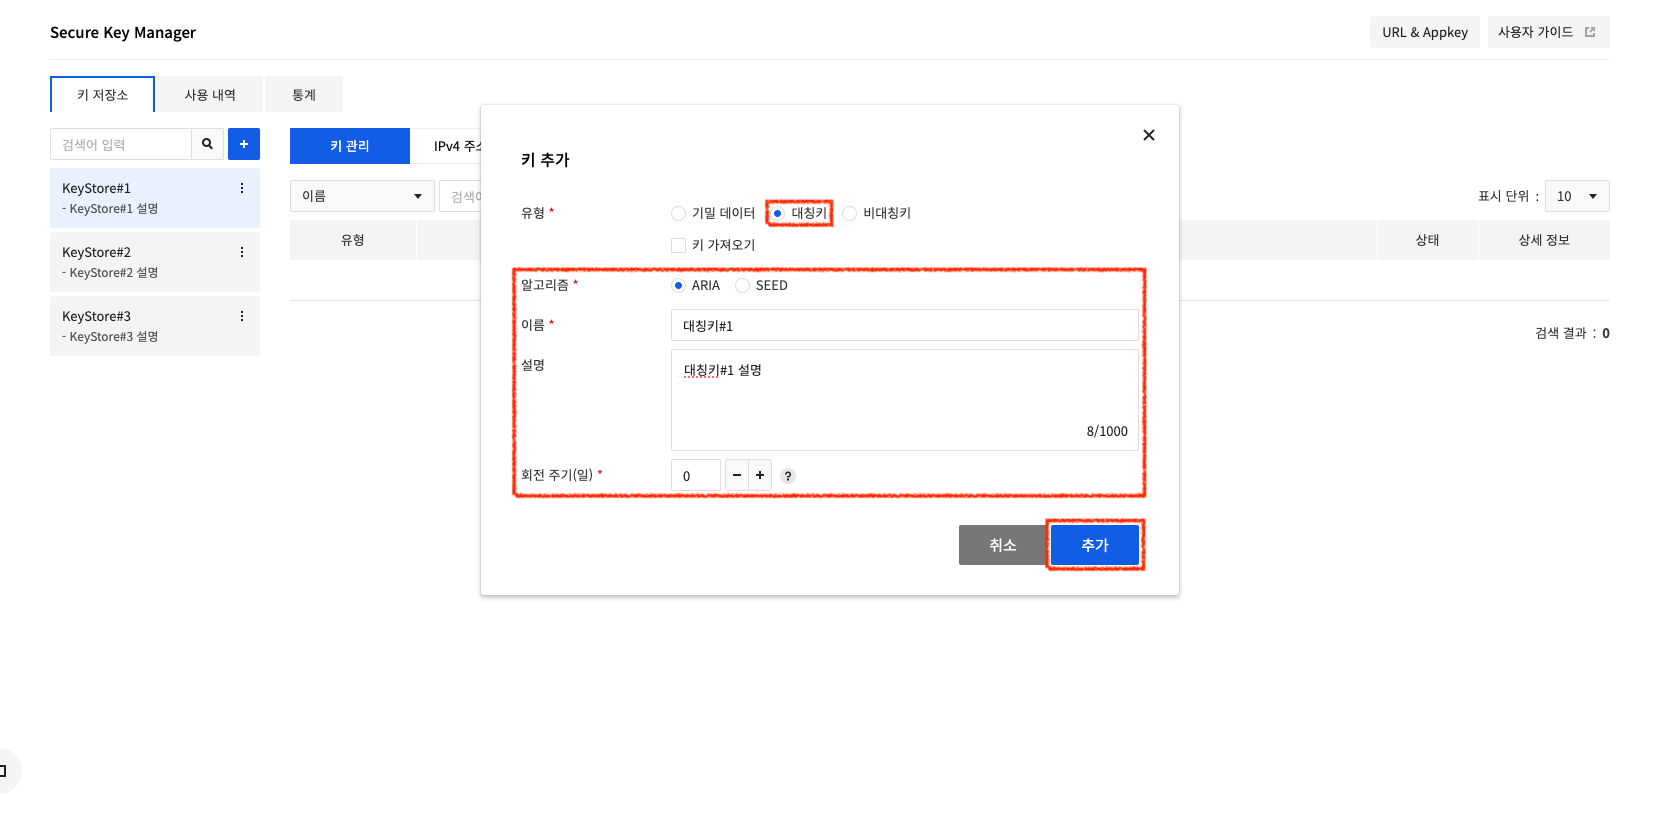 Secure Key Manager
URL & Appkey
사용자 가이드
키 저장소
사용 내역
통계
검색어 입력
+
KeyStore#1
- KeyStore#1 설명
KeyStore#2
- KeyStore#2 설명
KeyStore#3
- KeyStore#3 설명
키 관리
IPv4 주소
이름
검색어
표시 단위 : 10
유형
상태
상세 정보
검색 결과 : 0
키 추가
유형 *
기밀 데이터
대칭키
비대칭키
키 가져오기
알고리즘 *
ARIA
SEED
이름 *
대칭키#1
설명
대칭키#1 설명
8/1000
회전 주기(일) *
0
− + ?
취소
추가